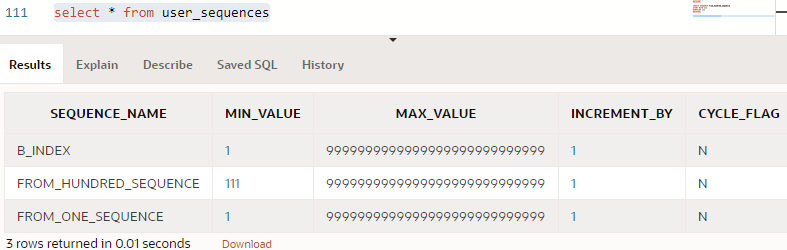 111 select * from user_sequences
Results Explain Describe Saved SQL History
SEQUENCE_NAME MIN_VALUE MAX_VALUE INCREMENT_BY CYCLE_FLAG
B_INDEX 1 9999999999999999999999999999 1 N
FROM_HUNDRED_SEQUENCE 111 9999999999999999999999999999 1 N
FROM_ONE_SEQUENCE 1 9999999999999999999999999999 1 N
3 rows returned in 0.01 seconds Download